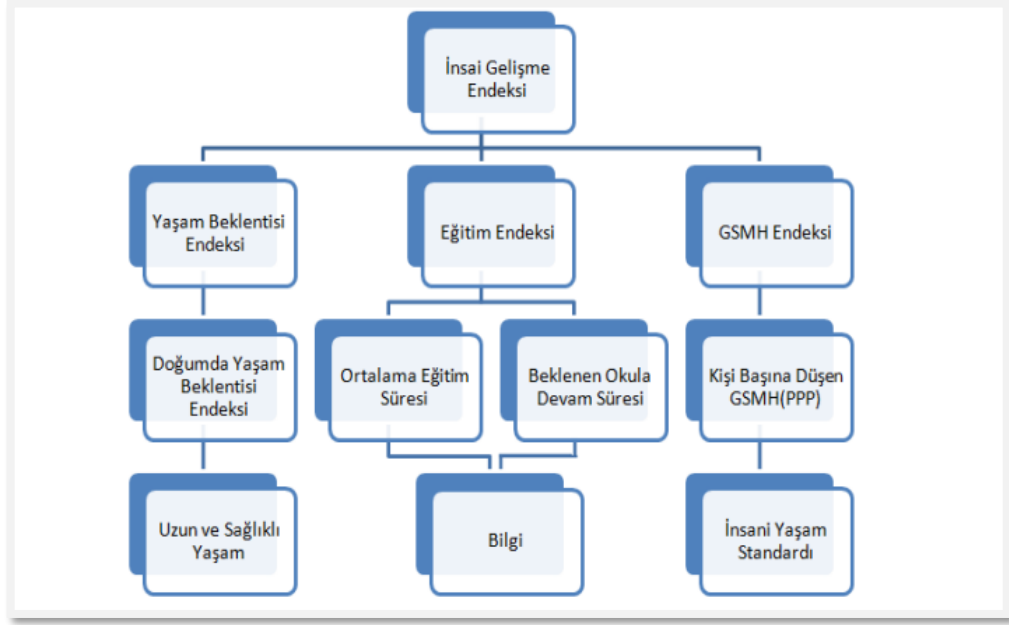 İnsai Gelişme
Endeksi
Yaşam Beklentisi
Endeksi
Eğitim Endeksi
GSMH Endeksi
Doğumda Yaşam
Beklentisi
Endeksi
Ortalama Eğitim
Süresi
Beklenen Okula
Devam Süresi
Kişi Başına Düşen
GSMH(PPP)
Uzun ve Sağlıklı
Yaşam
Bilgi
İnsani Yaşam
Standardı